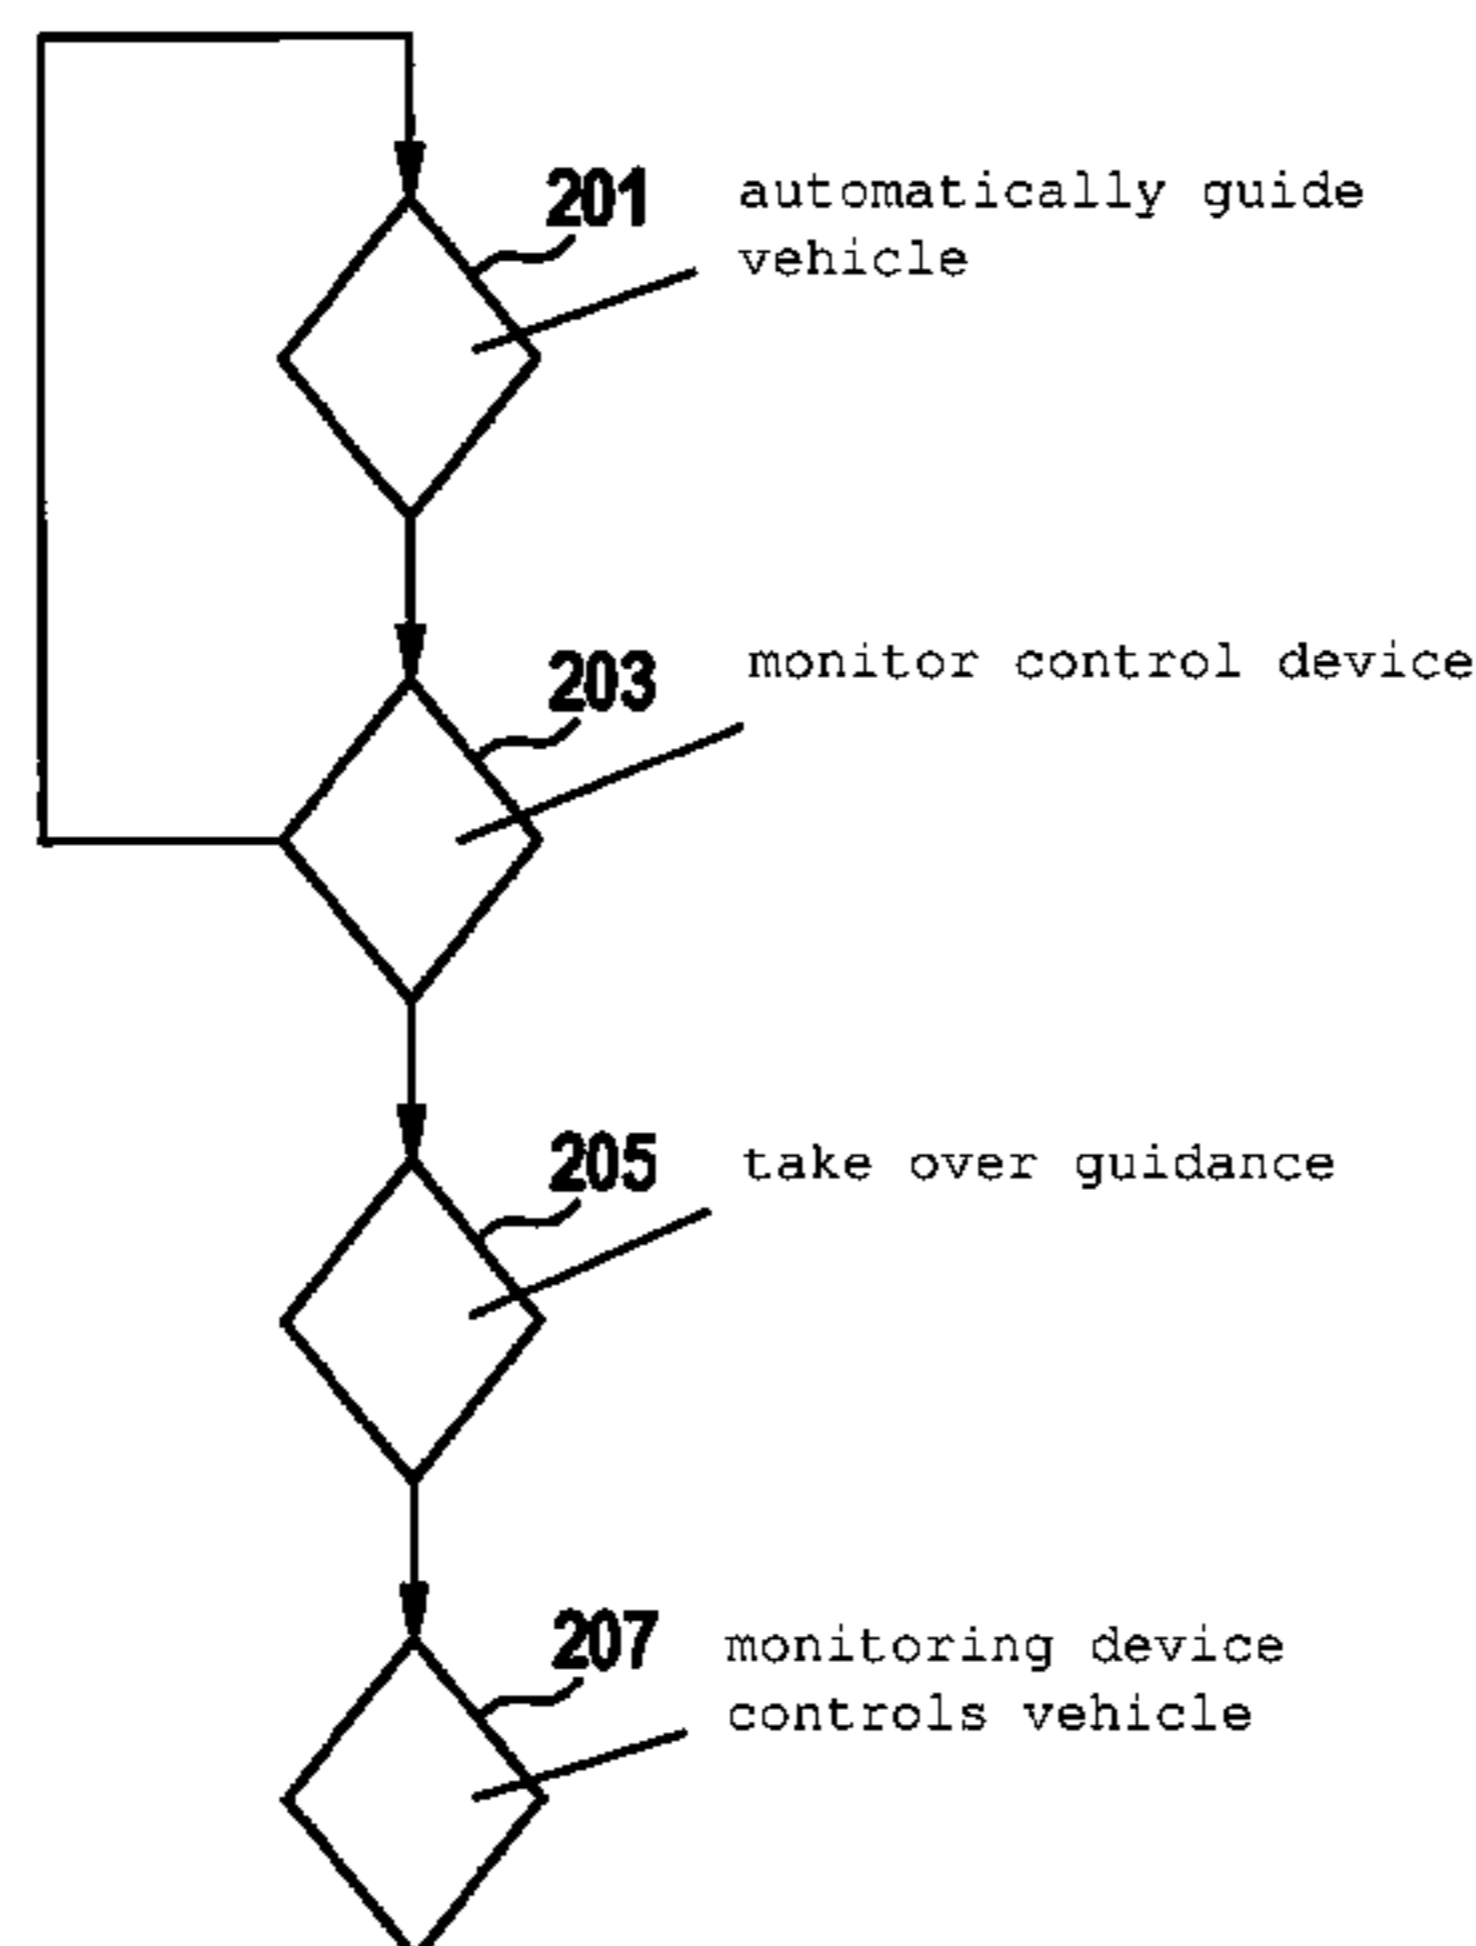 201
automatically guide
vehicle
203
monitor control device
205
take over guidance
207
monitoring device
controls vehicle